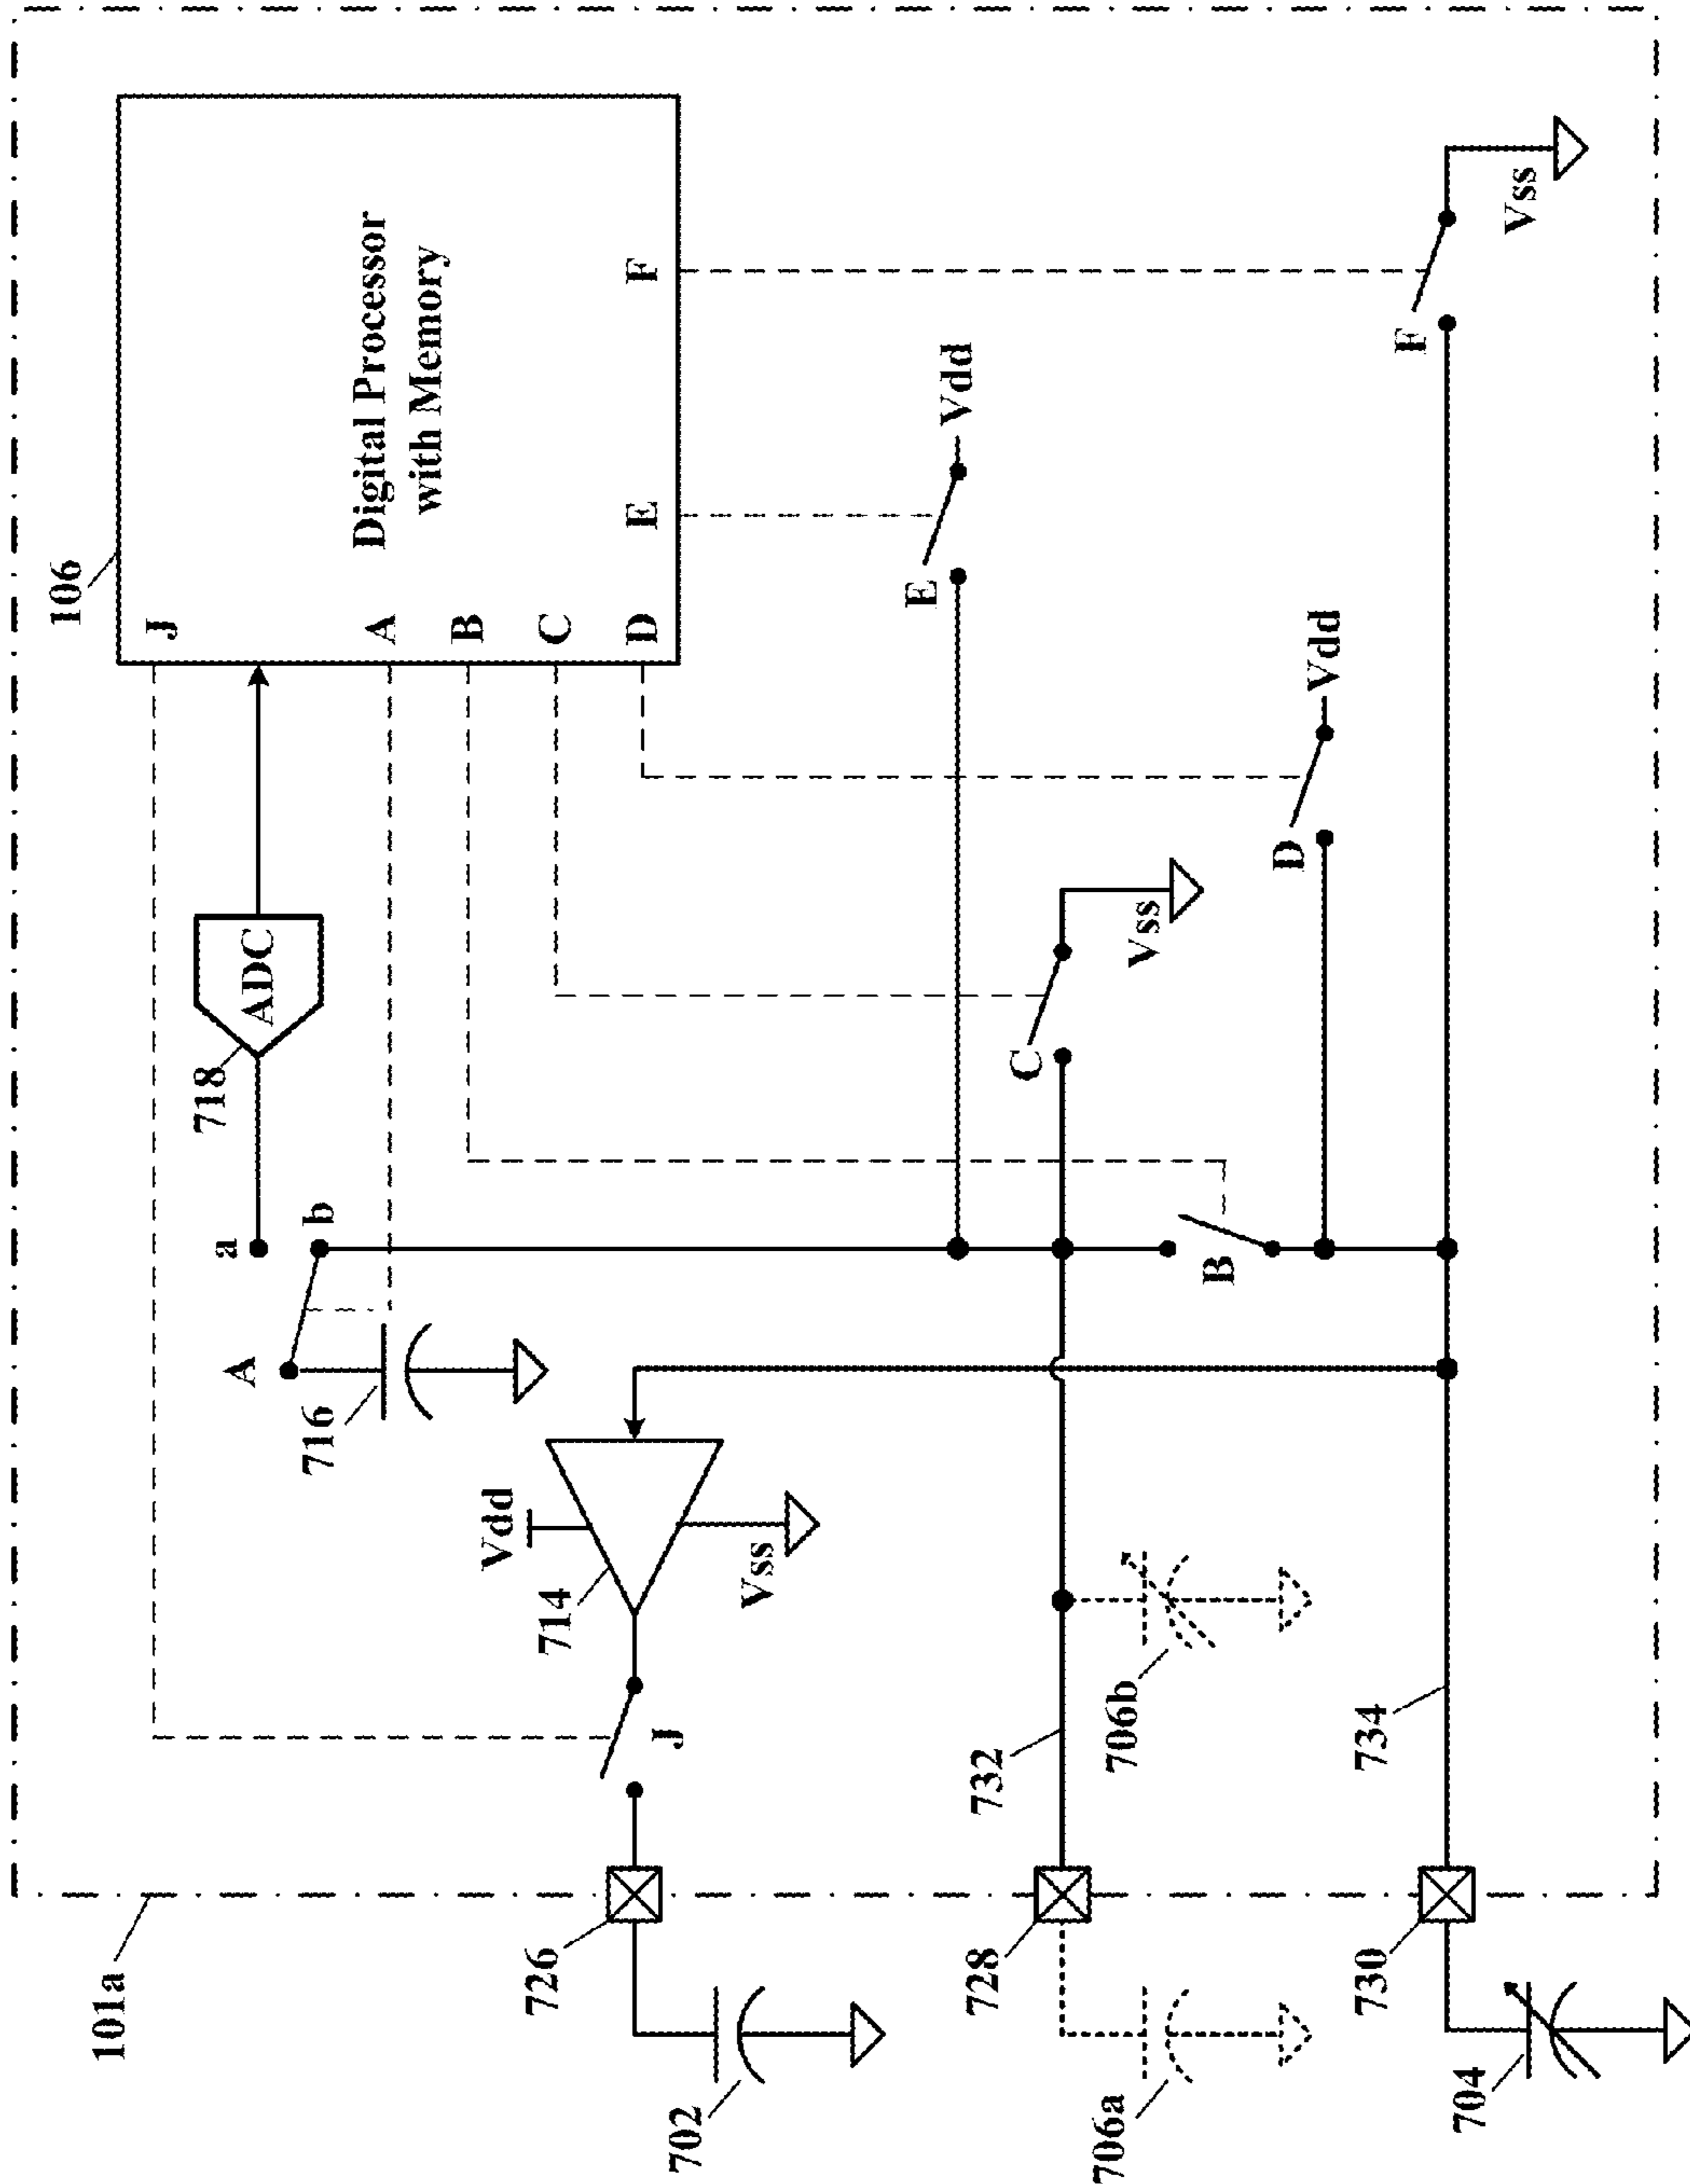 101a
106
J
A
B
C
D
E
F
Digital Processor
with Memory
718
ADC
a
b
A
716
Vdd
714
Vss
J
726
702
E
Vdd
C
Vss
728
732
706a
706b
B
D
Vdd
F
Vss
730
734
704